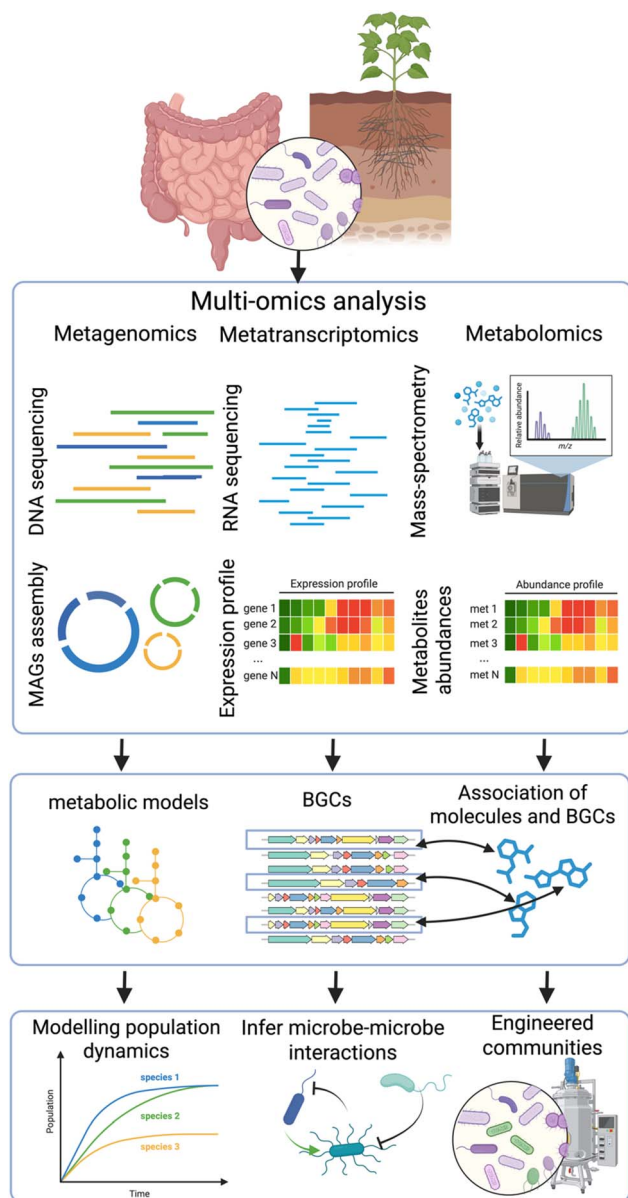 Multi-omics analysis
Metagenomics
Metatranscriptomics
Metabolomics
DNA sequencing
RNA sequencing
Mass-spectrometry
Relative abundance
m/z
MAGs assembly
Expression profile
Expression profile
gene 1
gene 2
gene 3
...
gene N
Metabolites
abundances
Abundance profile
met 1
met 2
met 3
...
met N
metabolic models
BGCs
Association of
molecules and BGCs
Modelling population
dynamics
Population
species 1
species 2
species 3
Time
Infer microbe-microbe
interactions
Engineered
communities